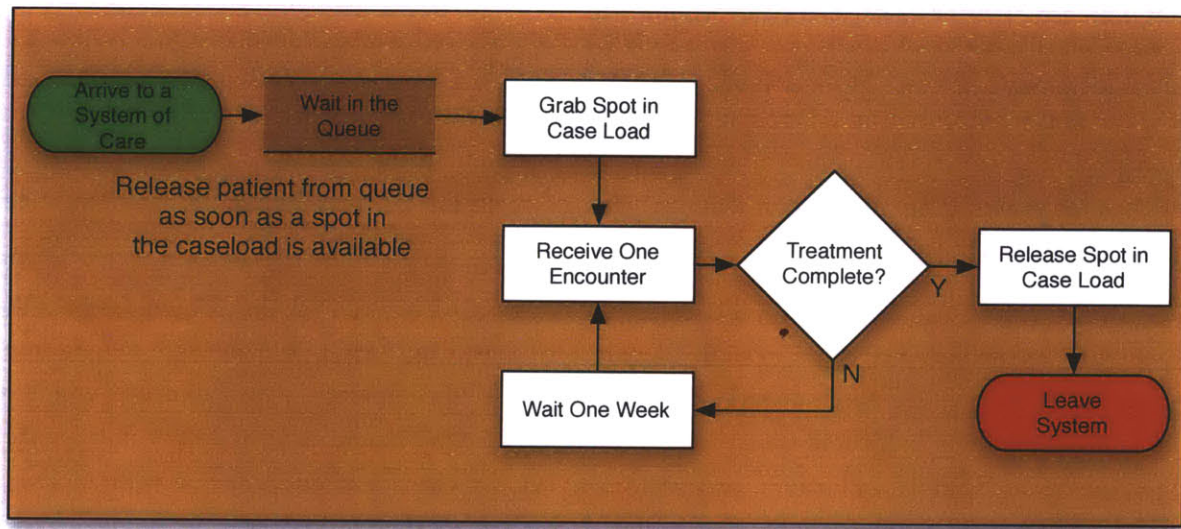 Arrive to a
System of
Care
Wait in the
Queue
Release patient from queue
as soon as a spot in
the caseload is available
Grab Spot in
Case Load
Receive One
Encounter
Treatment
Complete?
Y
N
Wait One Week
Release Spot in
Case Load
Leave
System